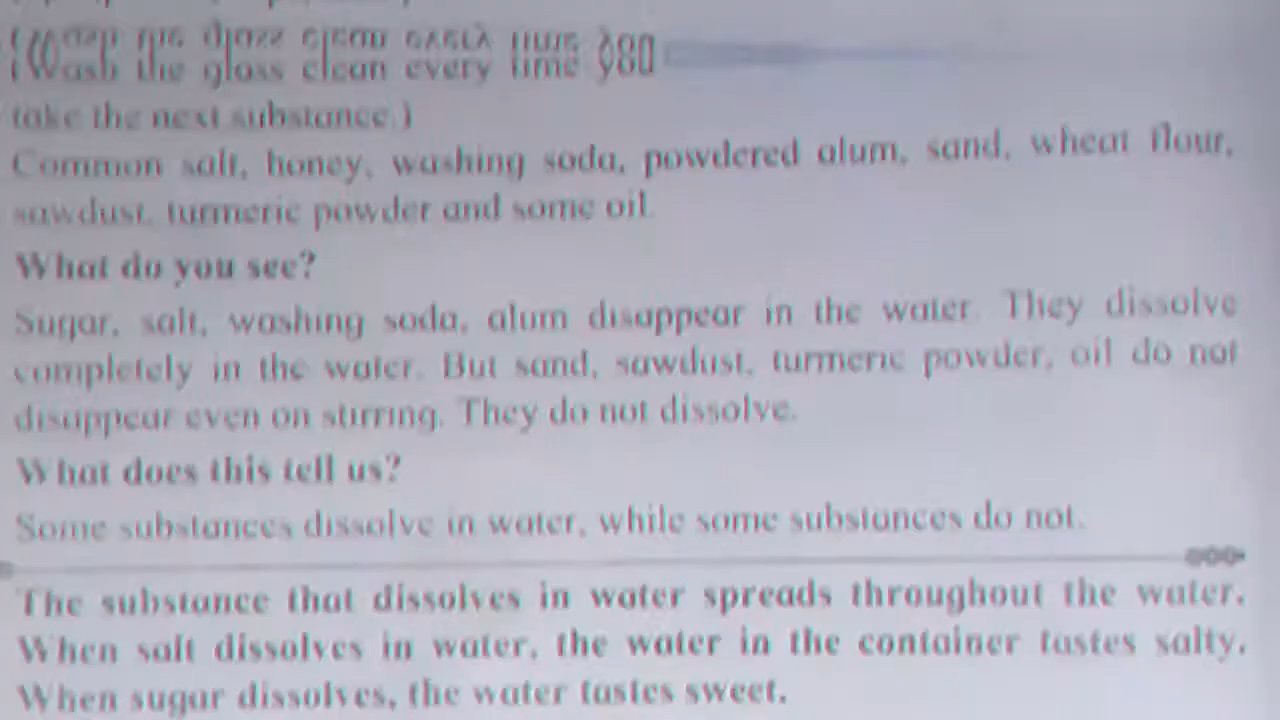 (Wash the glass clean every time you
take the next substance.)
Common salt, honey, washing soda, powdered alum, sand, wheat flour,
sawdust, turmeric powder and some oil.
What do you see?
Sugar, salt, washing soda, alum disappear in the water. They dissolve
completely in the water. But sand, sawdust, turmeric powder, oil do not
disappear even on stirring. They do not dissolve.
What does this tell us?
Some substances dissolve in water, while some substances do not.
The substance that dissolves in water spreads throughout the water.
When salt dissolves in water, the water in the container tastes salty.
When sugar dissolves, the water tastes sweet.